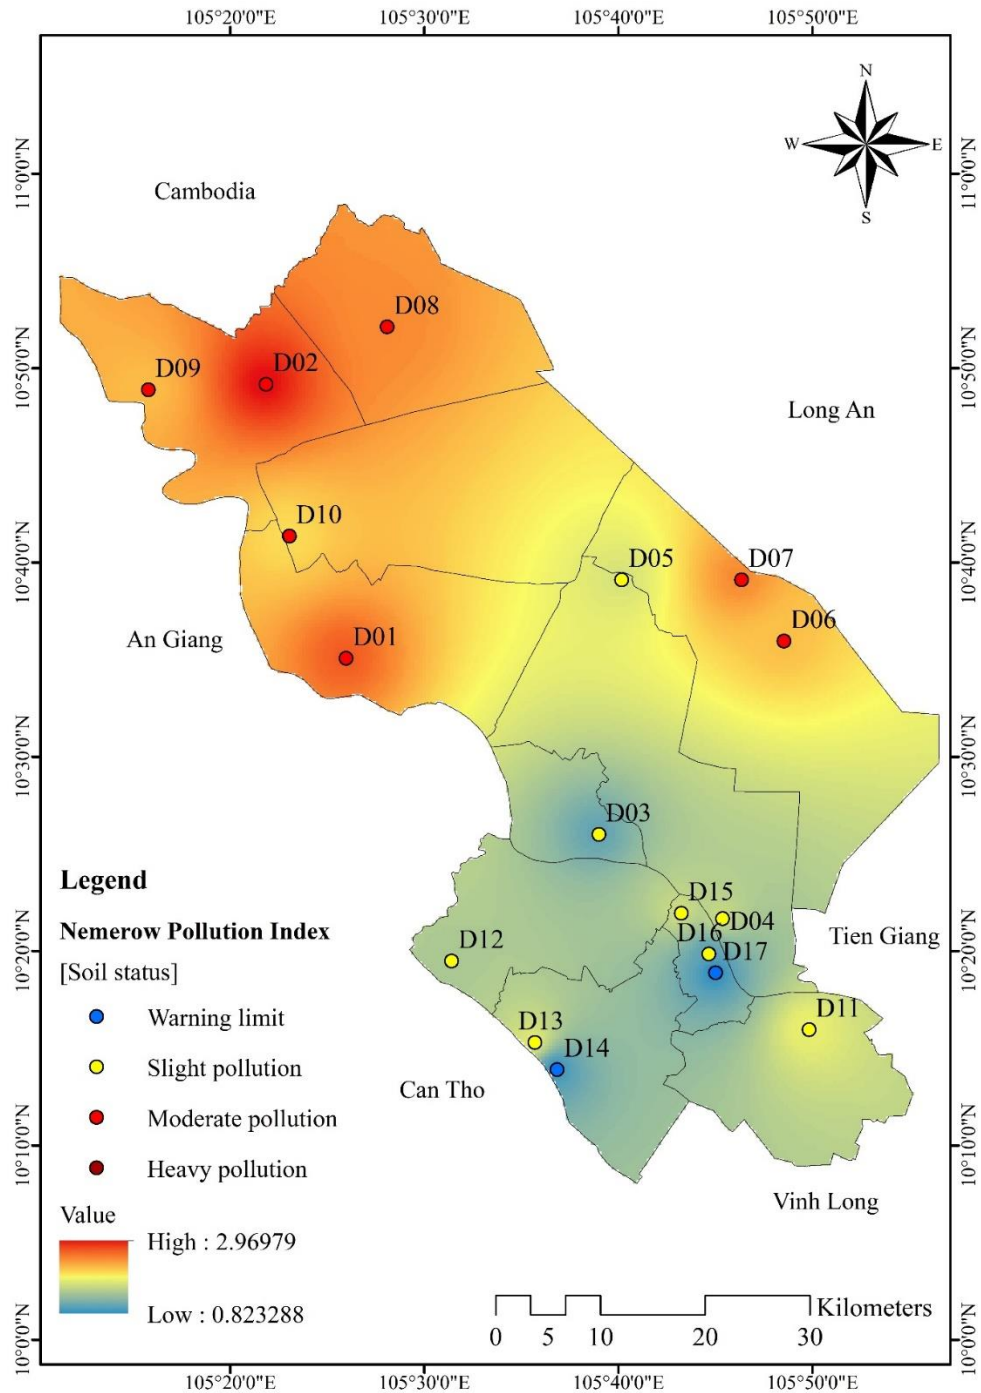 105°20'0"E 105°30'0"E 105°40'0"E 105°50'0"E
N
W E
S
11°0'0"N 11°0'0"N
Cambodia
D08
D02
D09
10°50'0"N 10°50'0"N
Long An
D10
D05
D07
10°40'0"N 10°40'0"N
D06
An Giang
D01
10°30'0"N 10°30'0"N
D03
Legend
D15
D04
Nemerow Pollution Index
D16
D12
D17
Tien Giang
10°20'0"N 10°20'0"N
[Soil status]
Warning limit
D13
D11
D14
Slight pollution
Can Tho
Moderate pollution
10°10'0"N 10°10'0"N
Heavy pollution
Vinh Long
Value
High : 2.96979
Low : 0.823288
Kilometers
0 5 10 20 30
10°0'0"N 10°0'0"N
105°20'0"E 105°30'0"E 105°40'0"E 105°50'0"E